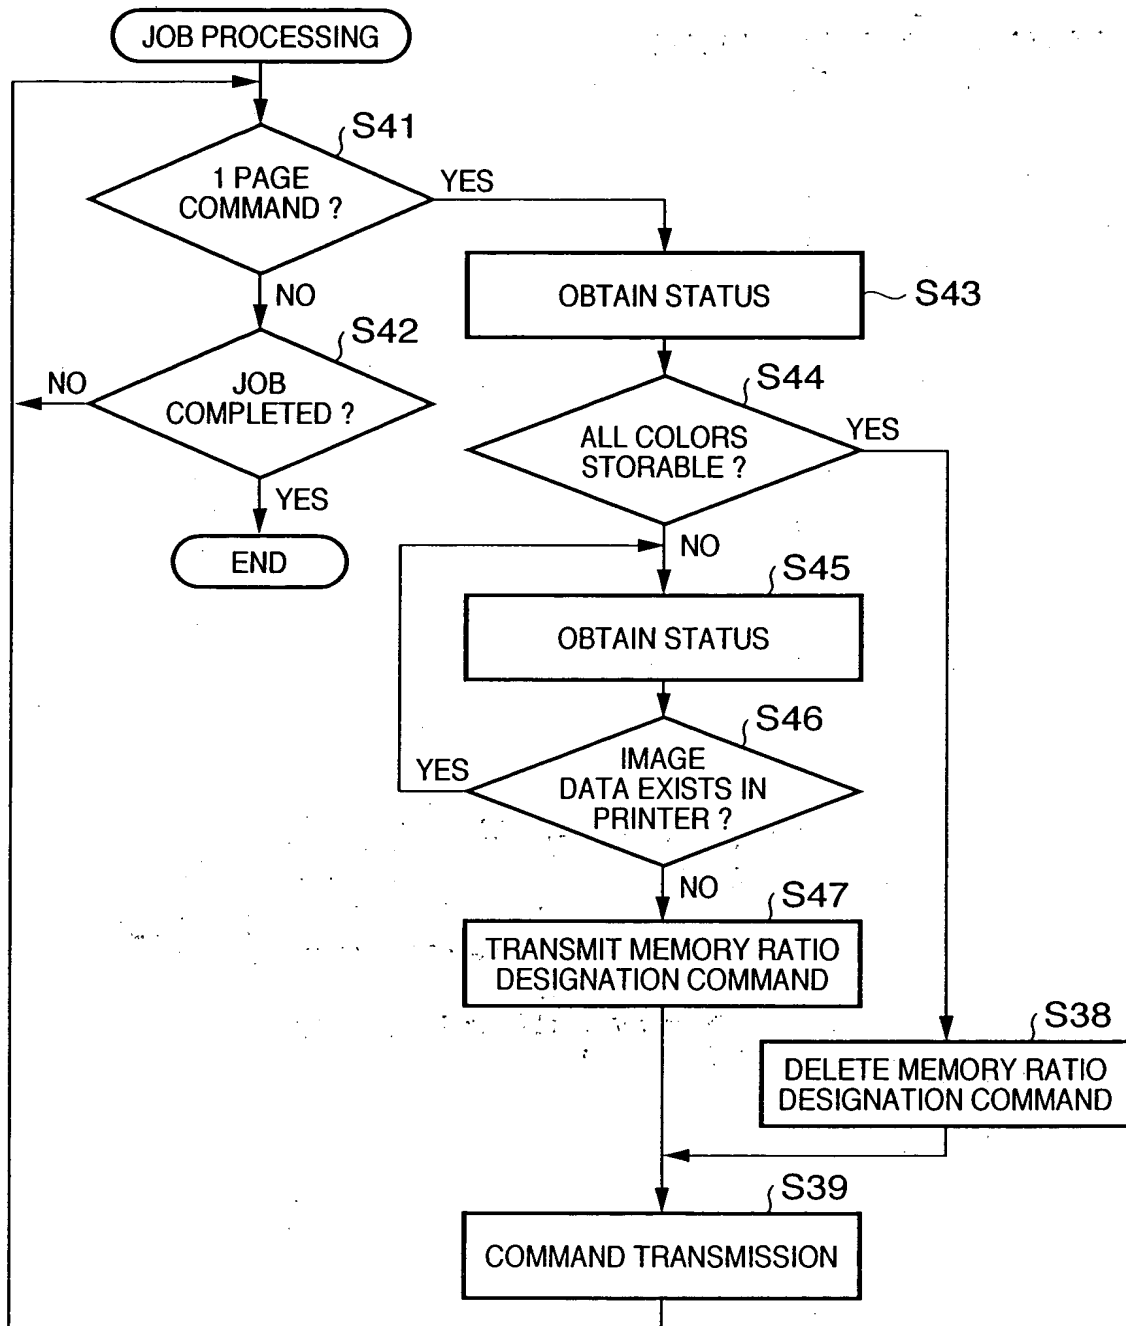 JOB PROCESSING
S41
1 PAGE
COMMAND ?
YES
NO
S42
JOB
COMPLETED ?
NO
YES
END
OBTAIN STATUS
S43
S44
ALL COLORS
STORABLE ?
YES
NO
S45
OBTAIN STATUS
S46
IMAGE
DATA EXISTS IN
PRINTER ?
YES
NO
S47
TRANSMIT MEMORY RATIO
DESIGNATION COMMAND
S38
DELETE MEMORY RATIO
DESIGNATION COMMAND
S39
COMMAND TRANSMISSION